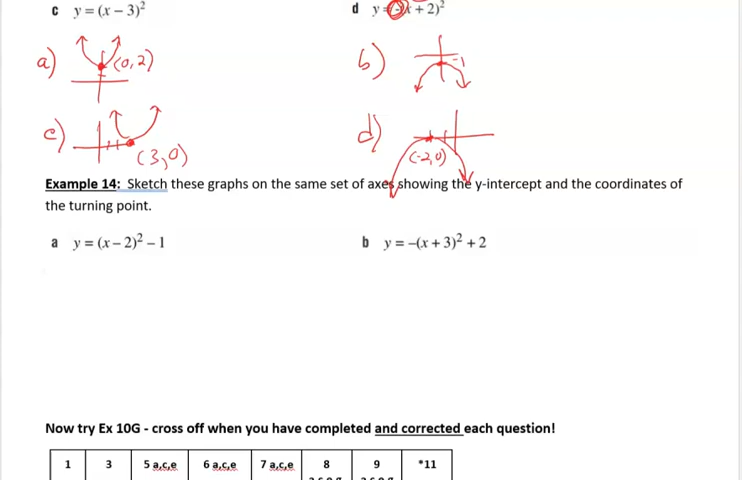 c y = (x − 3)²
d y = −(x + 2)²
a) (0, 2)
b) -1
c) (3, 0)
d) (-2, 0)
Example 14: Sketch these graphs on the same set of axes showing the y-intercept and the coordinates of
the turning point.
a y = (x − 2)² − 1
b y = −(x + 3)² + 2
Now try Ex 10G - cross off when you have completed and corrected each question!
1 3 5 a,c,e 6 a,c,e 7 a,c,e 8 9 *11